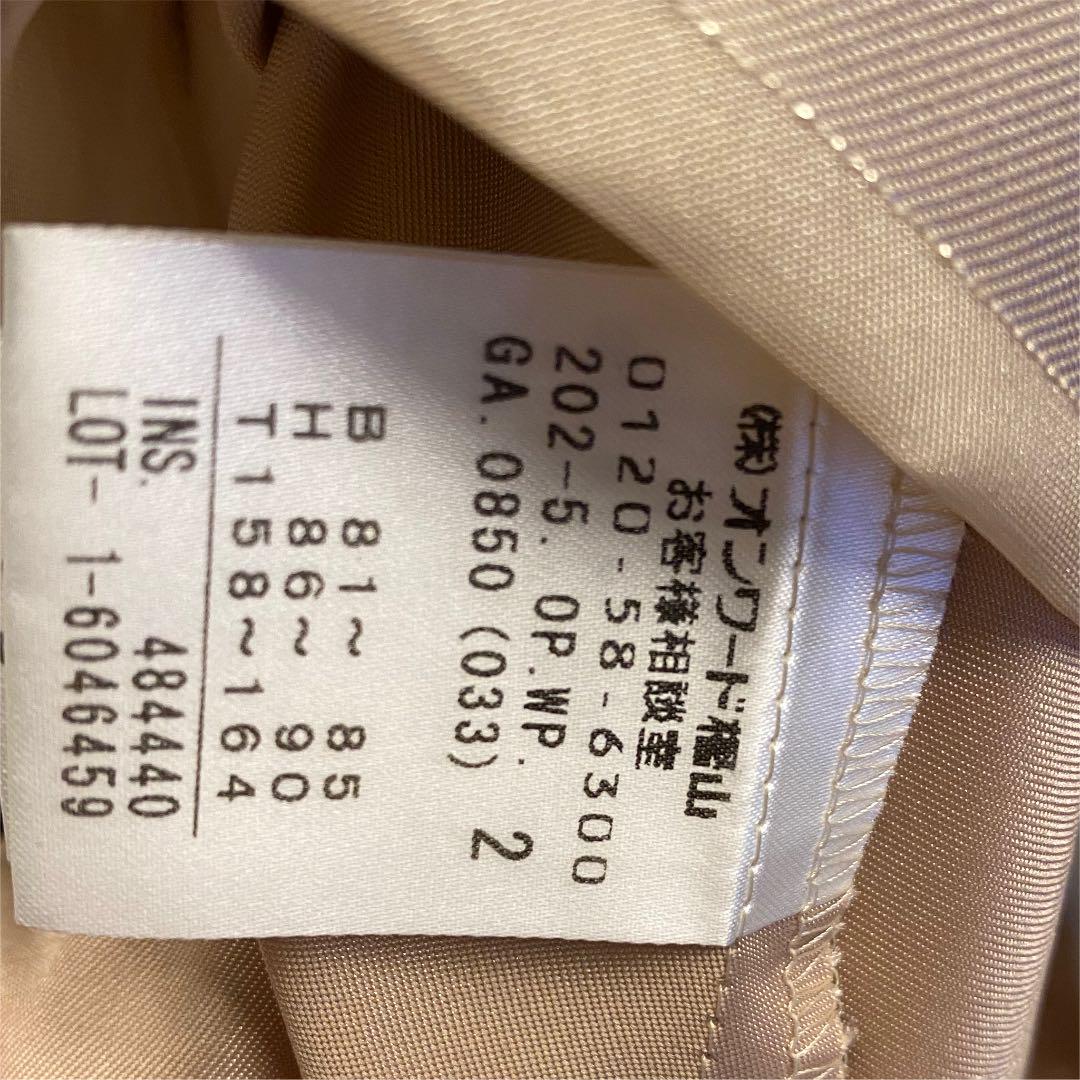 (株)オンワード樫山
お客様相談室
0120-58-6300
202-5. OP.WP.
GA. 0850 (033) 2
B 81~ 85
H 86~ 90
T 158~164
INS. 484440
LOT- 1-6046459